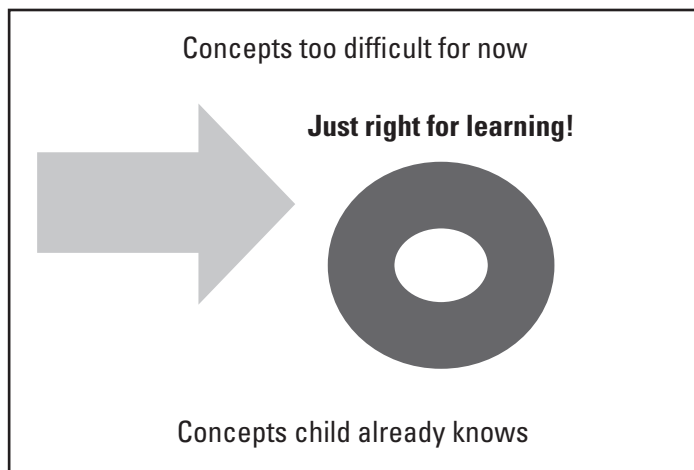 Concepts too difficult for now
Just right for learning!
Concepts child already knows